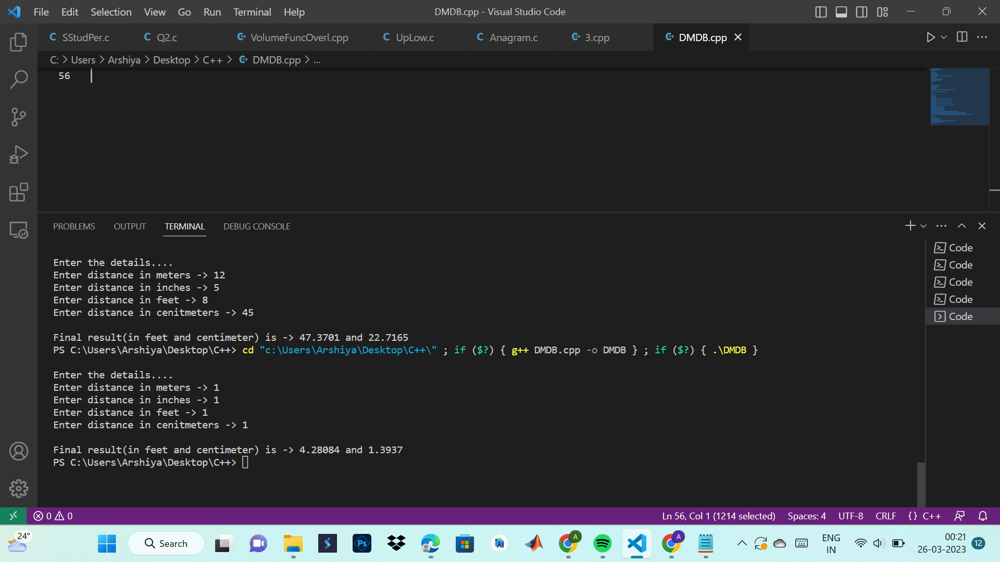 File Edit Selection View Go Run Terminal Help DMDB.cpp - Visual Studio Code
C SStudPer.c C Q2.c VolumeFuncOverl.cpp C UpLow.c C Anagram.c 3.cpp DMDB.cpp
C: > Users > Arshiya > Desktop > C++ > DMDB.cpp > ...
56
PROBLEMS OUTPUT TERMINAL DEBUG CONSOLE
Code
Code
Code
Code
Code
Enter the details....
Enter distance in meters -> 12
Enter distance in inches -> 5
Enter distance in feet -> 8
Enter distance in cenitmeters -> 45
Final result(in feet and centimeter) is -> 47.3701 and 22.7165
PS C:\Users\Arshiya\Desktop\C++> cd "c:\Users\Arshiya\Desktop\C++\" ; if ($?) { g++ DMDB.cpp -o DMDB } ; if ($?) { .\DMDB }
Enter the details....
Enter distance in meters -> 1
Enter distance in inches -> 1
Enter distance in feet -> 1
Enter distance in cenitmeters -> 1
Final result(in feet and centimeter) is -> 4.28084 and 1.3937
PS C:\Users\Arshiya\Desktop\C++>
0 0 Ln 56, Col 1 (1214 selected) Spaces: 4 UTF-8 CRLF {} C++
24° Search Ps A A ENG 00:21 12
IN 26-03-2023